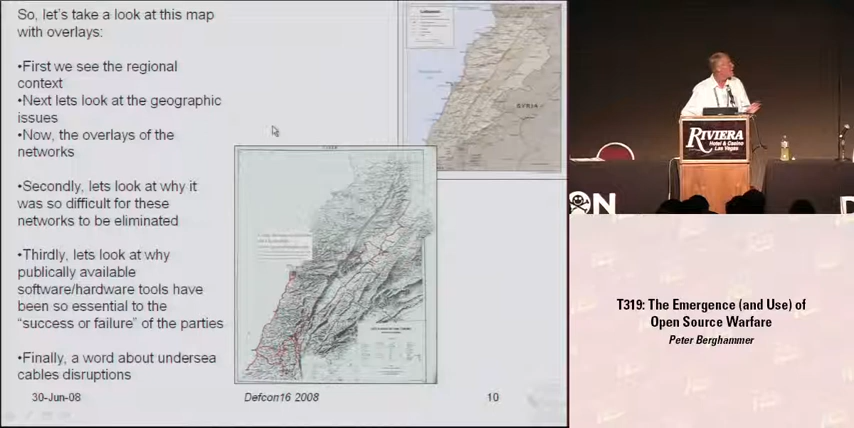 So, let's take a look at this map
with overlays:
•First we see the regional
context
•Next lets look at the geographic
issues
•Now, the overlays of the
networks
•Secondly, lets look at why it
was so difficult for these
networks to be eliminated
•Thirdly, lets look at why
publically available
software/hardware tools have
been so essential to the
"success or failure" of the parties
•Finally, a word about undersea
cables disruptions
30-Jun-08
Defcon16 2008
10
SYRIA
RIVIERA
Hotel & Casino
Las Vegas
ON
D
T319: The Emergence (and Use) of
Open Source Warfare
Peter Berghammer